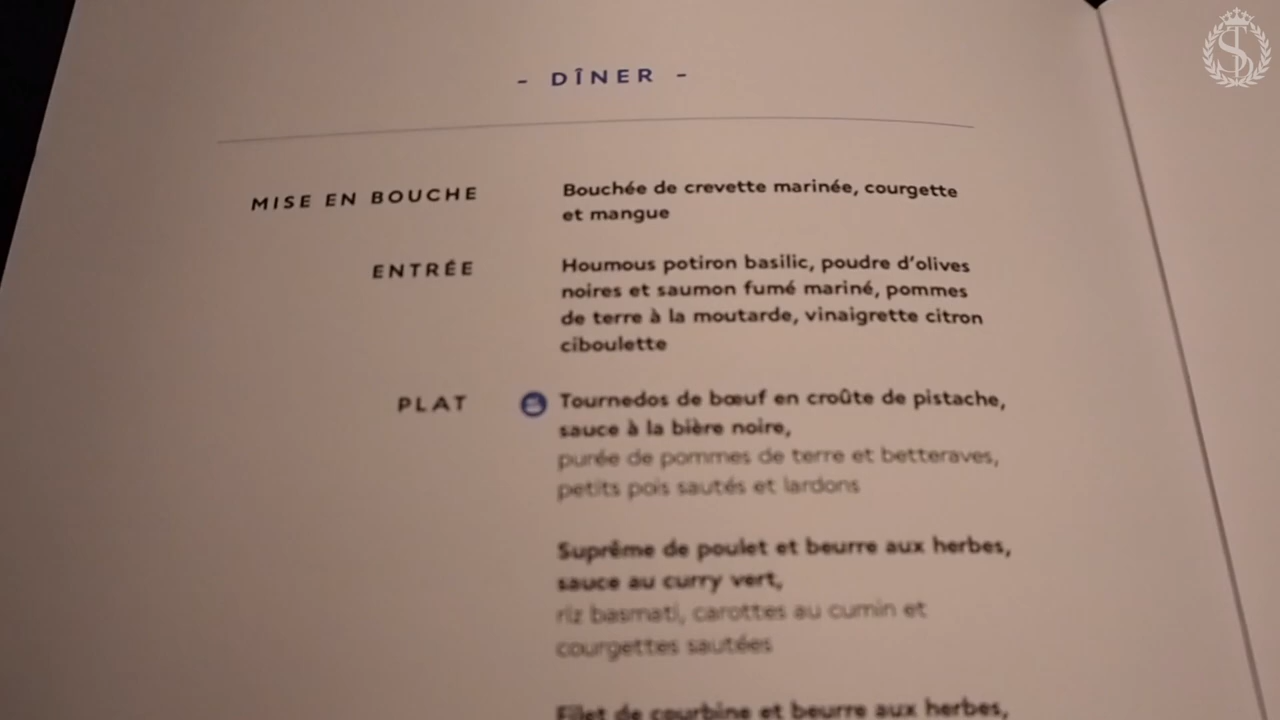 - DÎNER -
MISE EN BOUCHE
Bouchée de crevette marinée, courgette
et mangue
ENTRÉE
Houmous potiron basilic, poudre d'olives
noires et saumon fumé mariné, pommes
de terre à la moutarde, vinaigrette citron
ciboulette
PLAT
Tournedos de bœuf en croûte de pistache,
sauce à la bière noire,
purée de pommes de terre et betteraves,
petits pois sautés et lardons
Suprême de poulet et beurre aux herbes,
sauce au curry vert,
riz basmati, carottes au cumin et
courgettes sautées
Filet de courbine et beurre aux herbes,